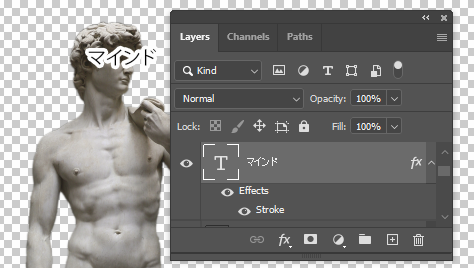 マインド
Layers Channels Paths
Kind
Normal Opacity: 100%
Lock: Fill: 100%
T マインド fx
Effects
Stroke
fx